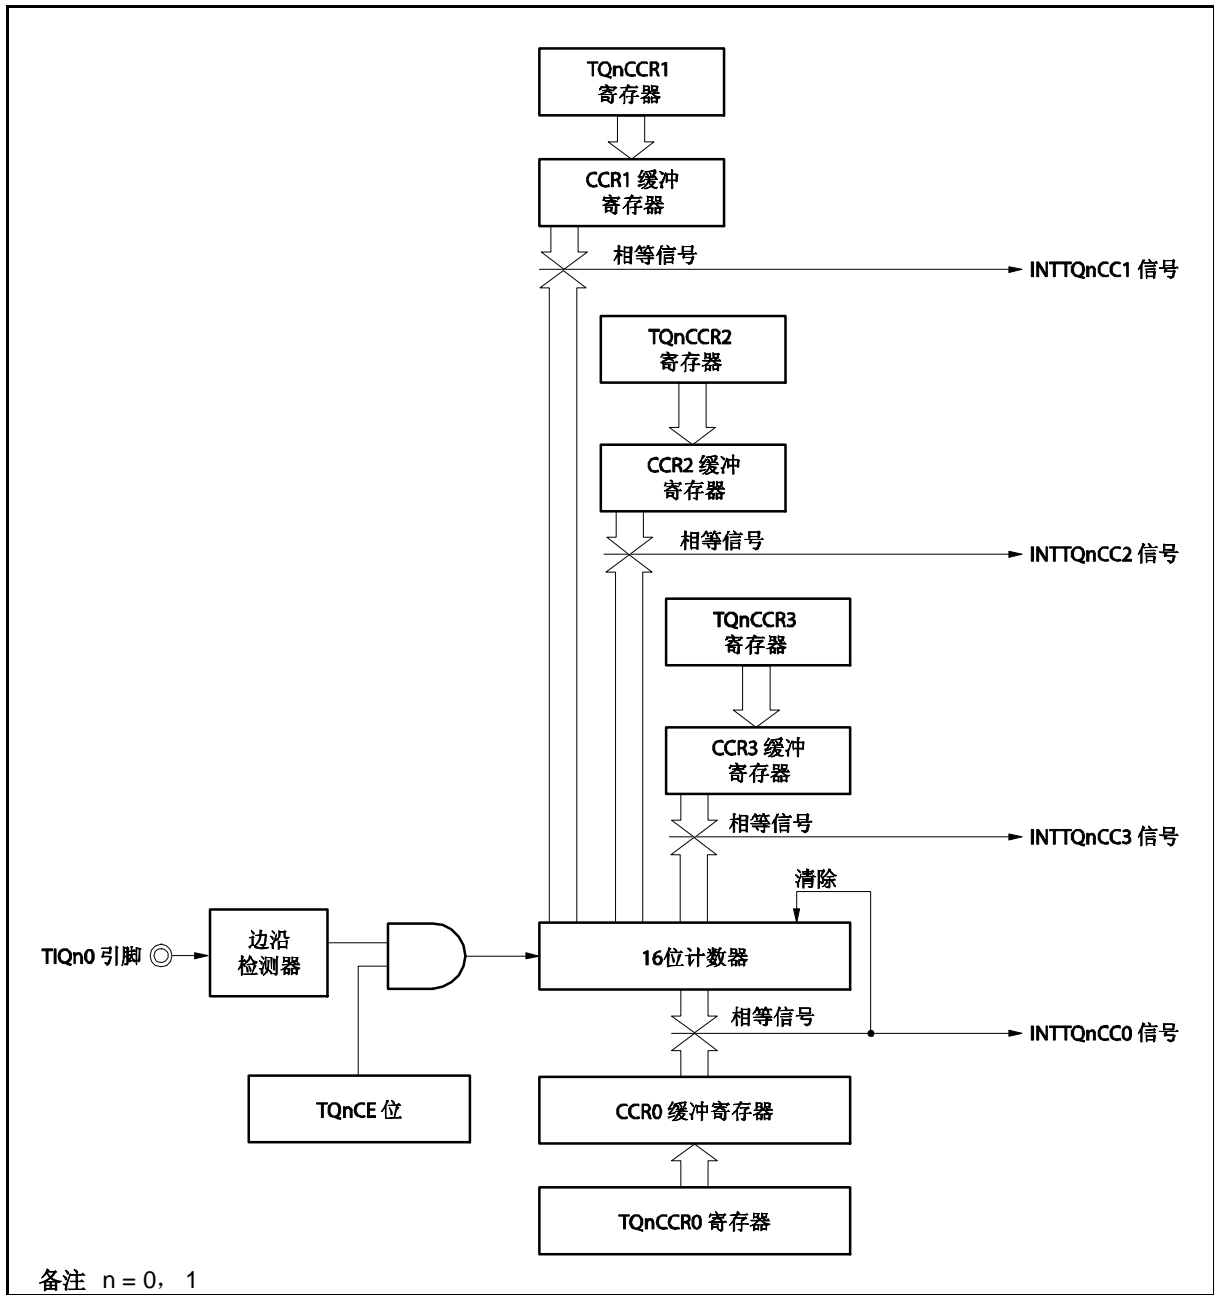 TQnCCR1
寄存器
CCR1 缓冲
寄存器
相等信号
INTTQnCC1 信号
TQnCCR2
寄存器
CCR2 缓冲
寄存器
相等信号
INTTQnCC2 信号
TQnCCR3
寄存器
CCR3 缓冲
寄存器
相等信号
INTTQnCC3 信号
清除
TIQn0 引脚
边沿
检测器
16位计数器
相等信号
INTTQnCC0 信号
TQnCE 位
CCR0 缓冲寄存器
TQnCCR0 寄存器
备注 n = 0， 1